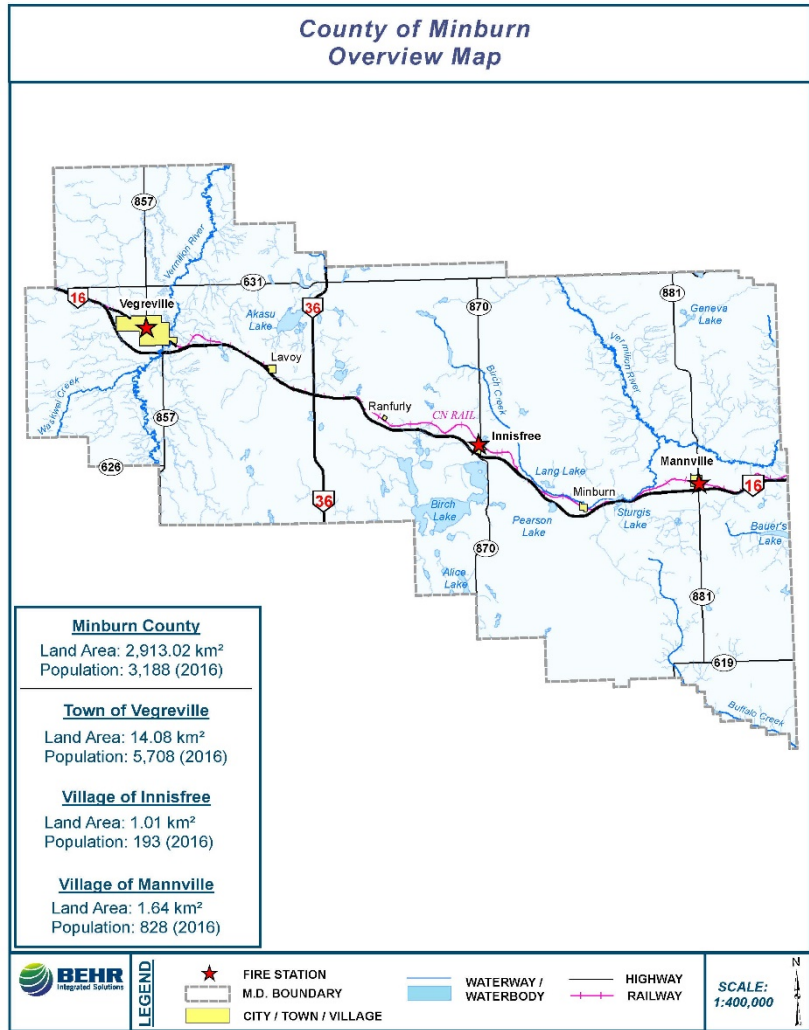 County of Minburn
Overview Map
857
Vermilion River
631
16
Vegreville
36
Akasu
Lake
870
881
Geneva
Lake
Vermilion River
Lavoy
Birch Creek
Waskwei Creek
857
Ranfurly
CN RAIL
Innisfree
626
Lang Lake
Mannville
16
Minburn
36
Birch
Lake
Pearson
Lake
Sturgis
Lake
Bauer's
Lake
870
Alice
Lake
881
619
Buffalo Creek
Minburn County
Land Area: 2,913.02 km²
Population: 3,188 (2016)
Town of Vegreville
Land Area: 14.08 km²
Population: 5,708 (2016)
Village of Innisfree
Land Area: 1.01 km²
Population: 193 (2016)
Village of Mannville
Land Area: 1.64 km²
Population: 828 (2016)
BEHR
Integrated Solutions
LEGEND
FIRE STATION
M.D. BOUNDARY
CITY / TOWN / VILLAGE
WATERWAY /
WATERBODY
HIGHWAY
RAILWAY
SCALE:
1:400,000
N